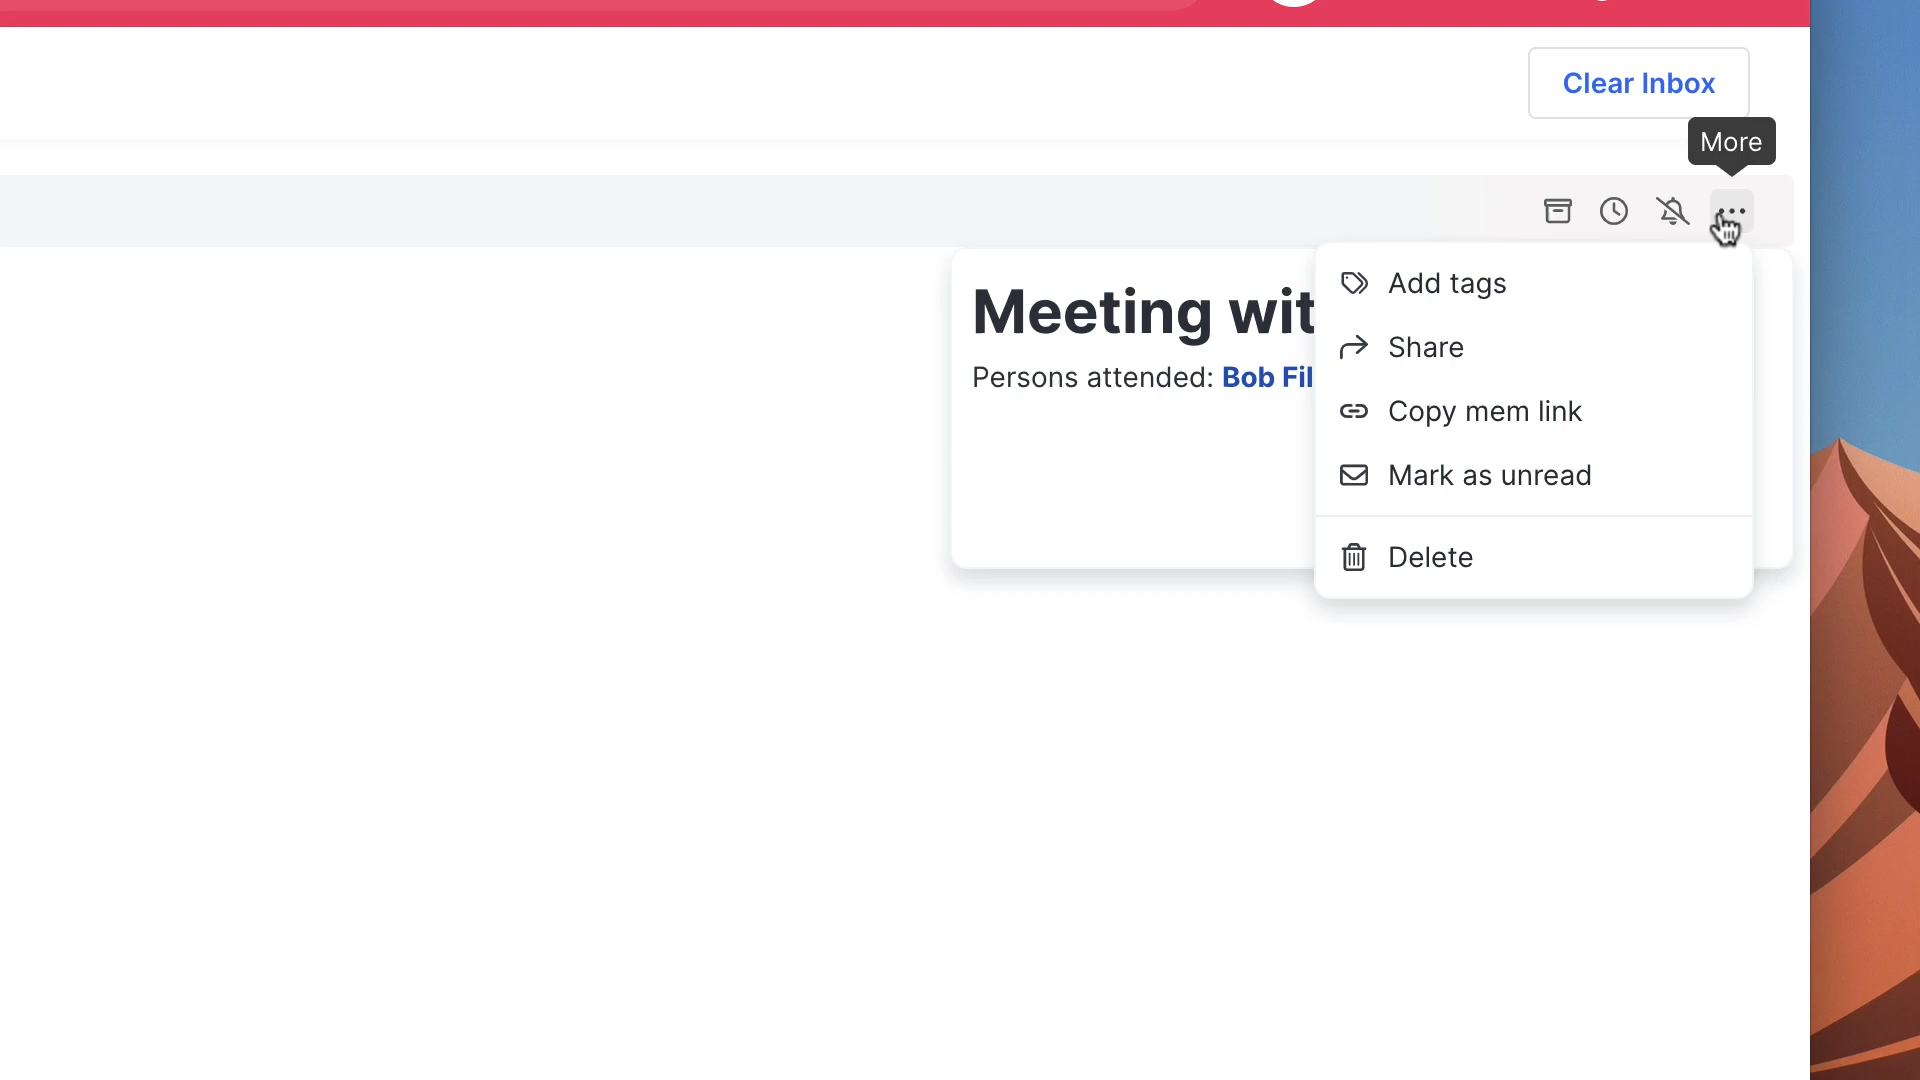 Clear Inbox
More
Meeting wit
Persons attended: Bob Fil
Add tags
Share
Copy mem link
Mark as unread
Delete